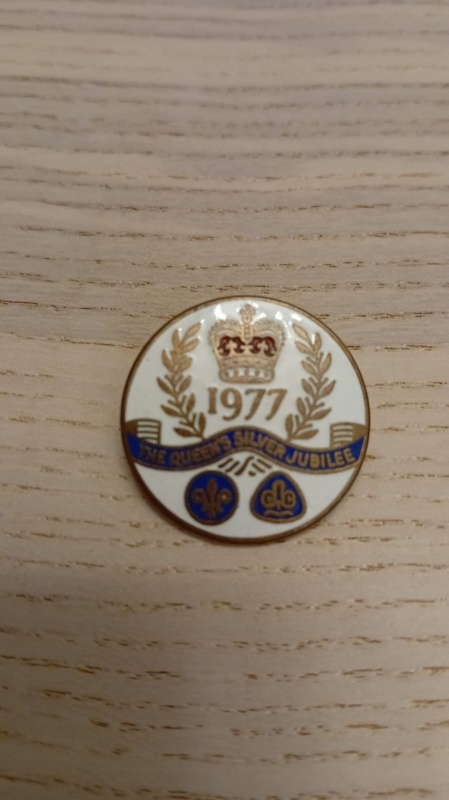 1977
THE QUEEN'S SILVER JUBILEE
G G